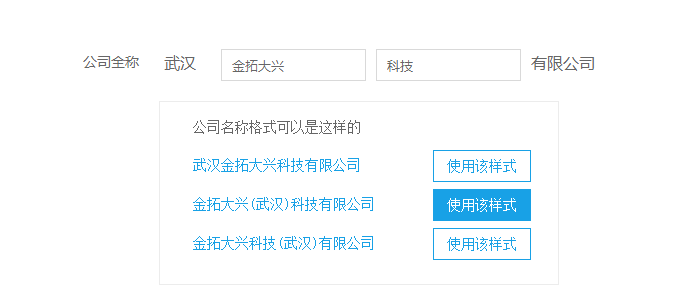 公司全称 武汉 金拓大兴 科技 有限公司
公司名称格式可以是这样的
武汉金拓大兴科技有限公司 使用该样式
金拓大兴(武汉)科技有限公司 使用该样式
金拓大兴科技(武汉)有限公司 使用该样式